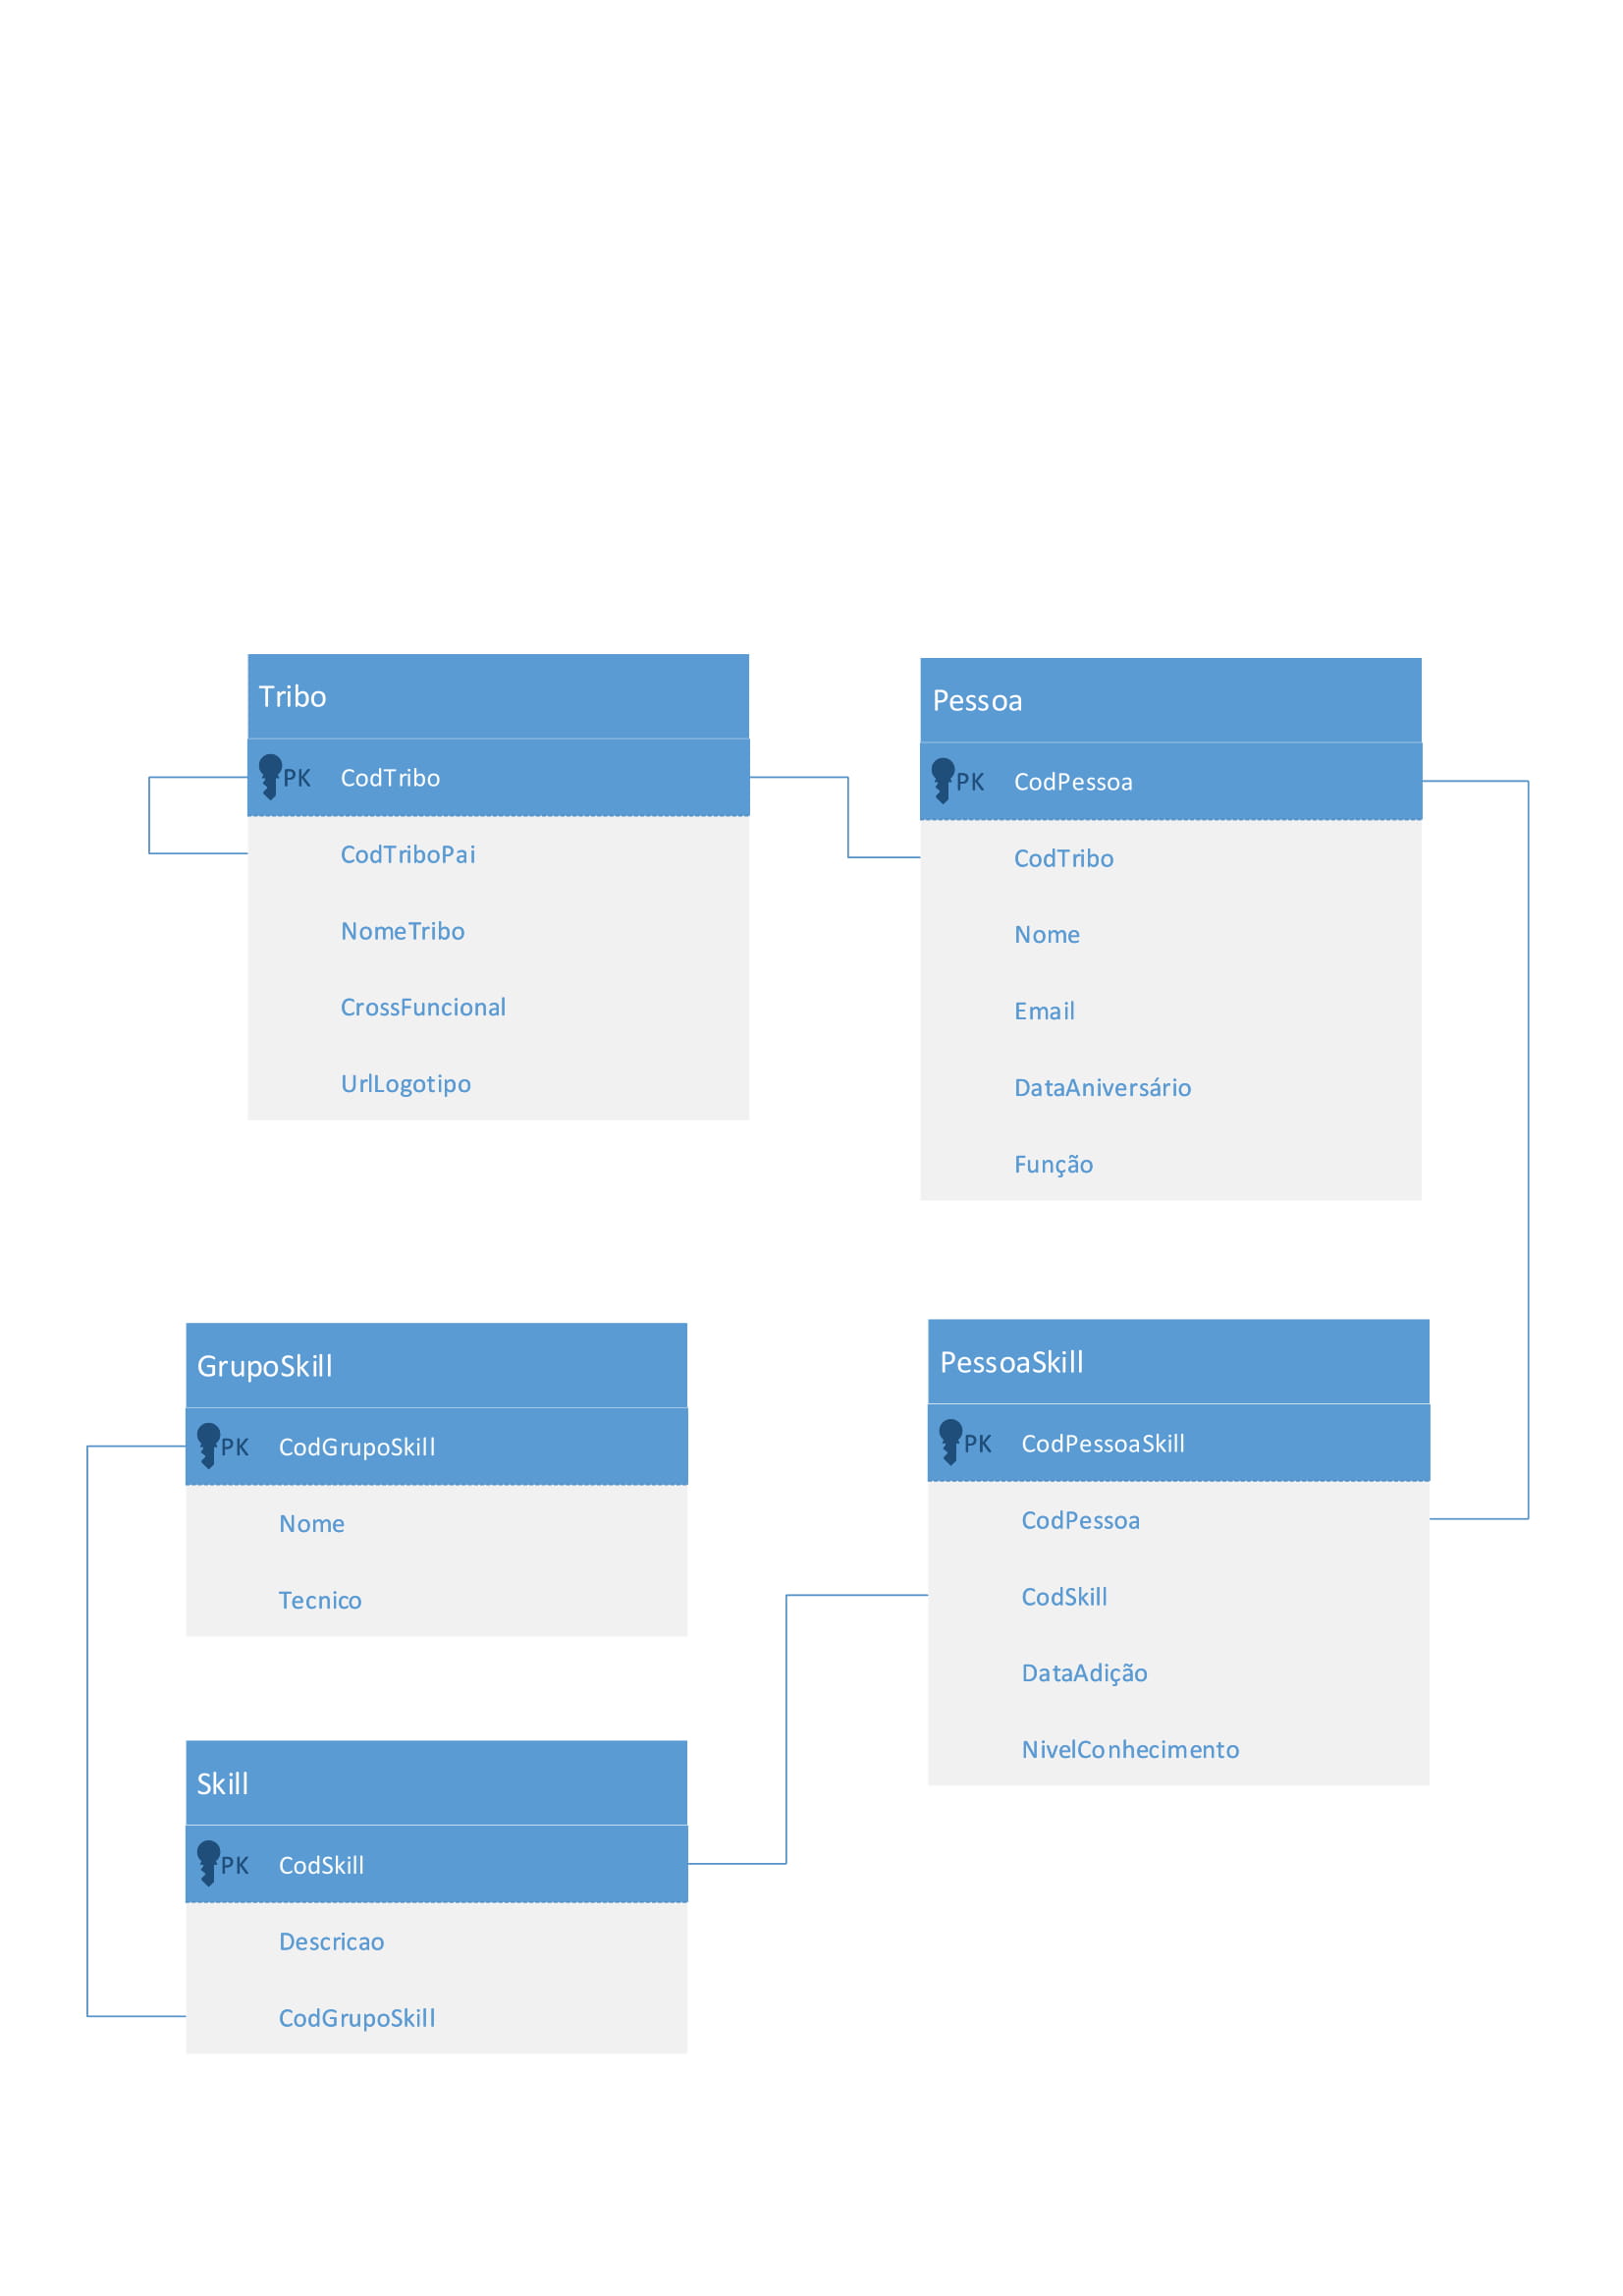 Tribo
PK CodTribo
CodTriboPai
NomeTribo
CrossFuncional
UrlLogotipo
Pessoa
PK CodPessoa
CodTribo
Nome
Email
DataAniversário
Função
GrupoSkill
PK CodGrupoSkill
Nome
Tecnico
PessoaSkill
PK CodPessoaSkill
CodPessoa
CodSkill
DataAdição
NivelConhecimento
Skill
PK CodSkill
Descricao
CodGrupoSkill